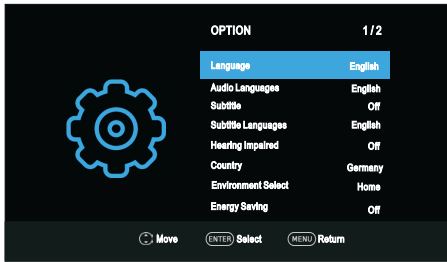 OPTION 1 / 2
Language English
Audio Languages English
Subtitle Off
Subtitle Languages English
Hearing Impaired Off
Country Germany
Environment Select Home
Energy Saving Off
Move ENTER Select MENU Return